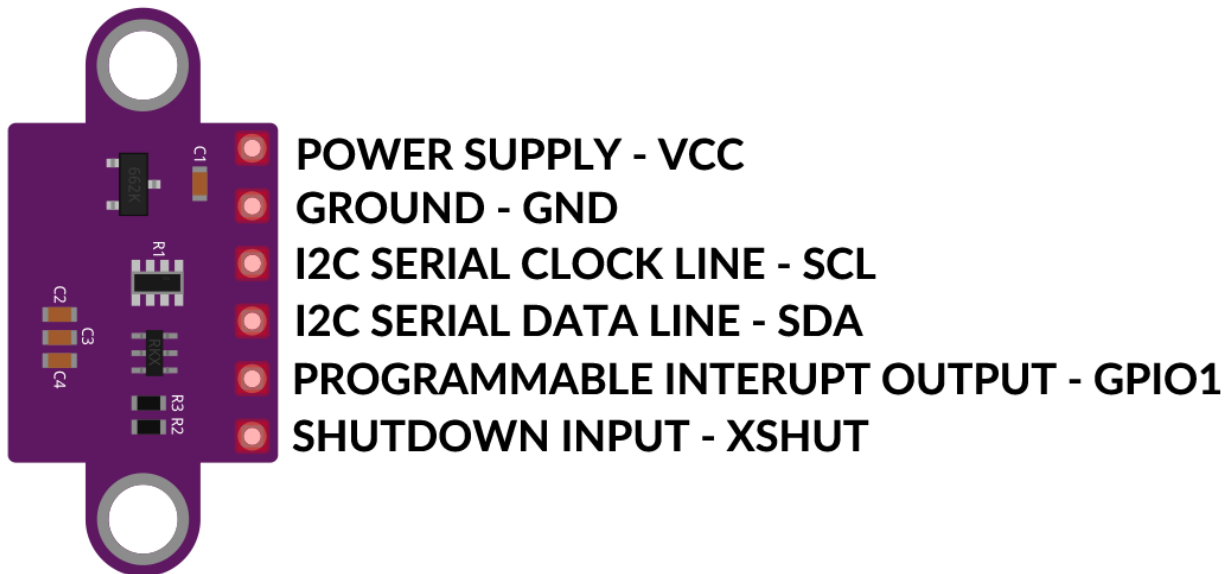 C1
662K
R1
C2
C3
C4
RKX
R3 R2
POWER SUPPLY - VCC
GROUND - GND
I2C SERIAL CLOCK LINE - SCL
I2C SERIAL DATA LINE - SDA
PROGRAMMABLE INTERUPT OUTPUT - GPIO1
SHUTDOWN INPUT - XSHUT